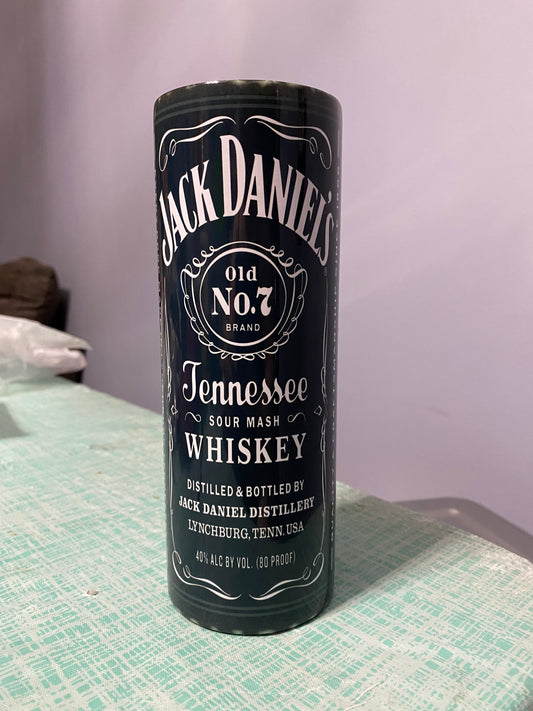 JACK DANIEL'S
Old
No.7
BRAND
Tennessee
SOUR MASH
WHISKEY
DISTILLED & BOTTLED BY
JACK DANIEL DISTILLERY
LYNCHBURG, TENN. USA
40% ALC BY VOL. (80 PROOF)